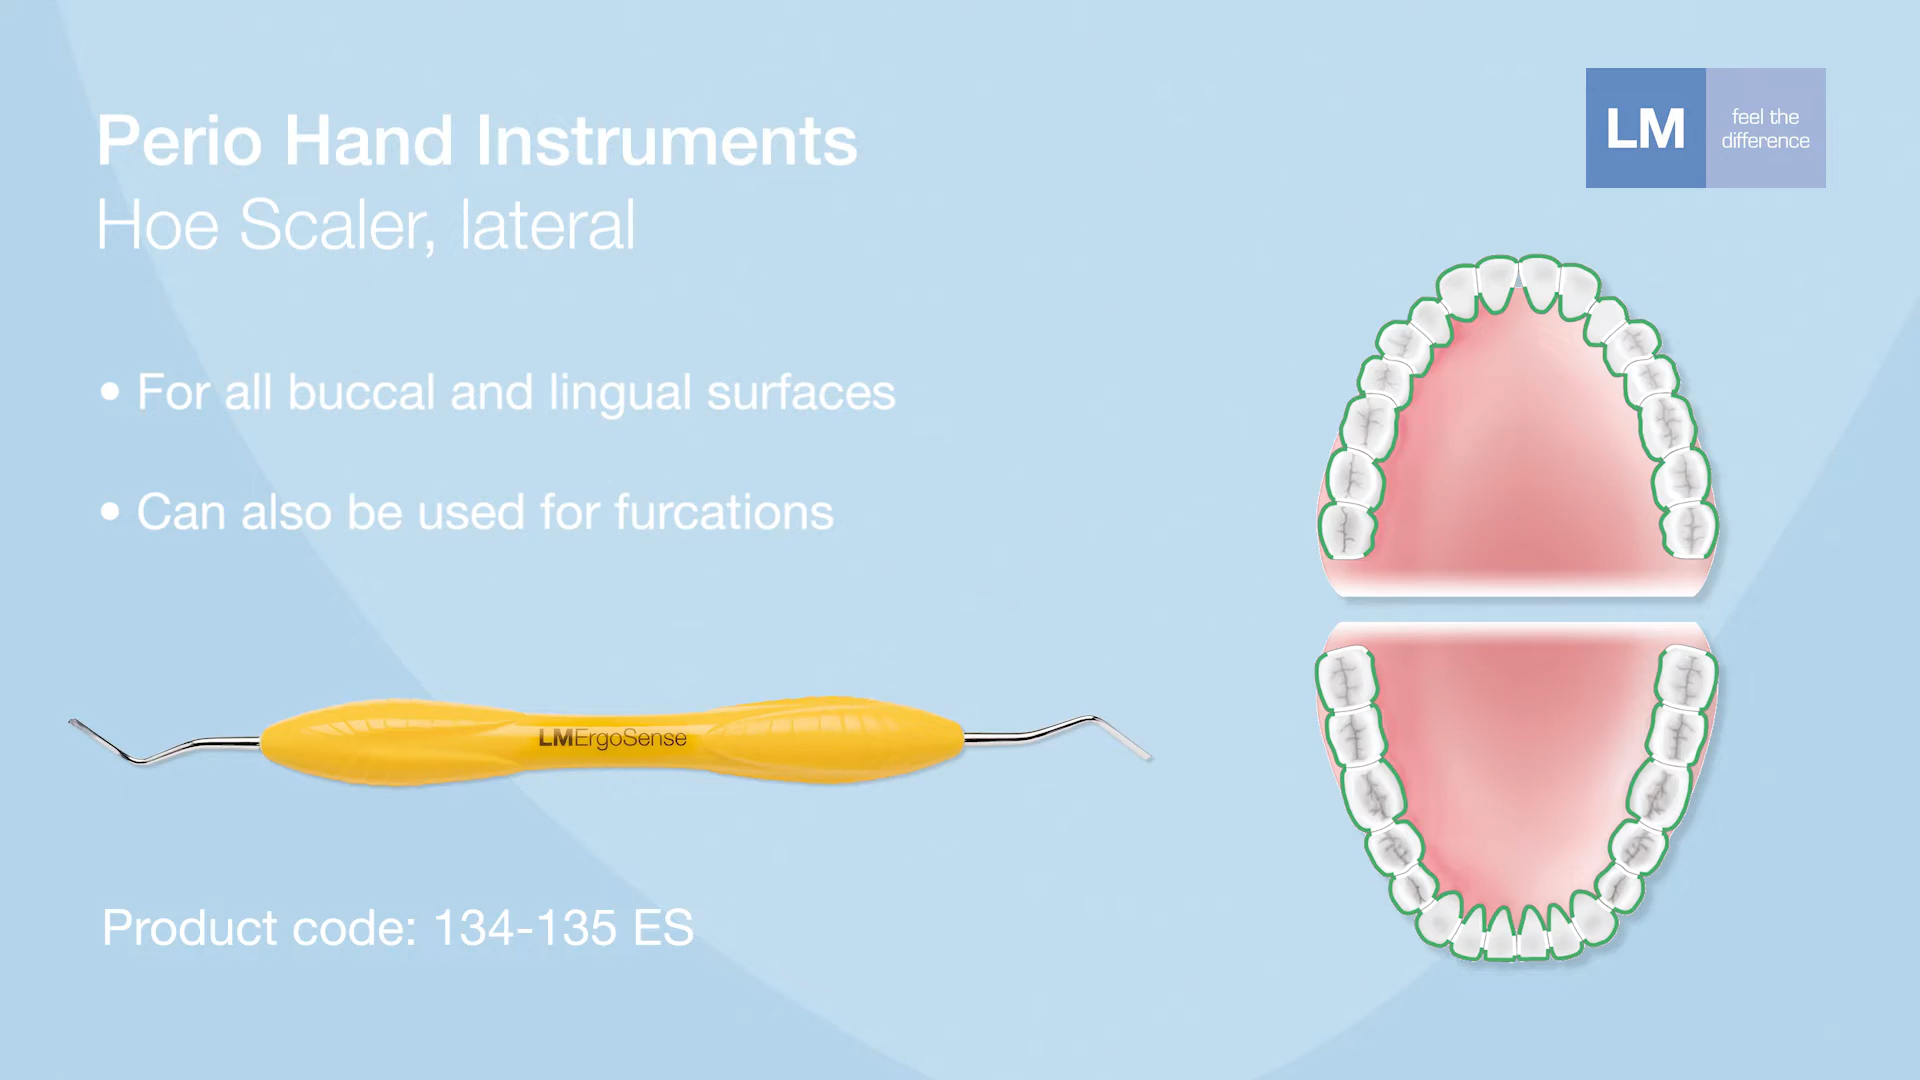 Perio Hand Instruments
Hoe Scaler, lateral
LM
feel the
difference
• For all buccal and lingual surfaces
• Can also be used for furcations
LMErgoSense
Product code: 134-135 ES